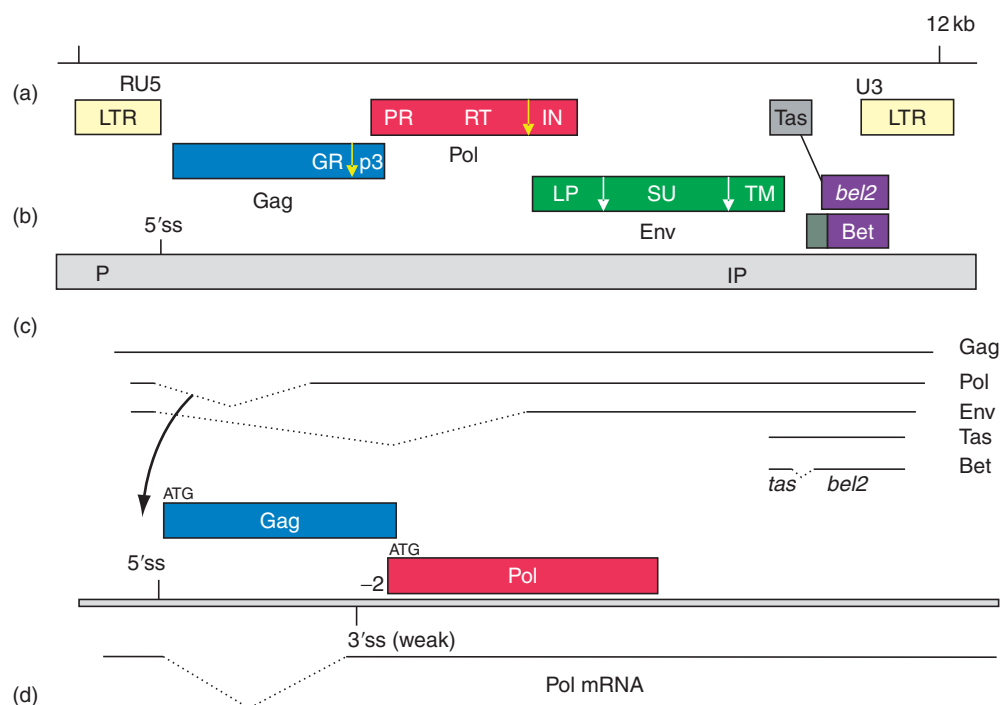 12 kb
(a)
RU5
U3
LTR
PR RT IN
Tas
LTR
GR p3
Pol
Gag
LP SU TM
bel2
Env
Bet
(b)
5′ss
P IP
(c)
Gag
Pol
Env
Tas
Bet
tas bel2
ATG
Gag
ATG
5′ss
–2
Pol
3′ss (weak)
Pol mRNA
(d)